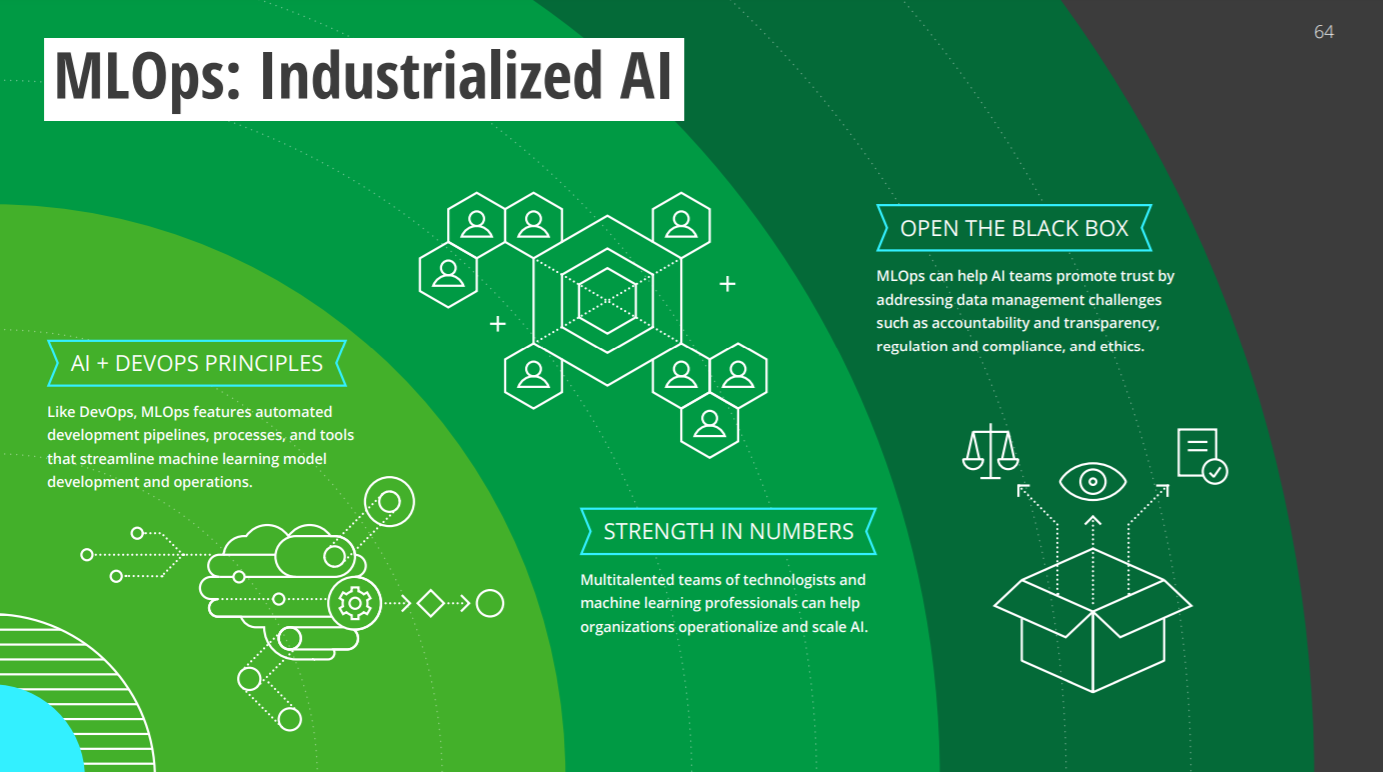 64
MLOps: Industrialized AI
AI + DEVOPS PRINCIPLES
Like DevOps, MLOps features automated
development pipelines, processes, and tools
that streamline machine learning model
development and operations.
STRENGTH IN NUMBERS
Multitalented teams of technologists and
machine learning professionals can help
organizations operationalize and scale AI.
OPEN THE BLACK BOX
MLOps can help AI teams promote trust by
addressing data management challenges
such as accountability and transparency,
regulation and compliance, and ethics.